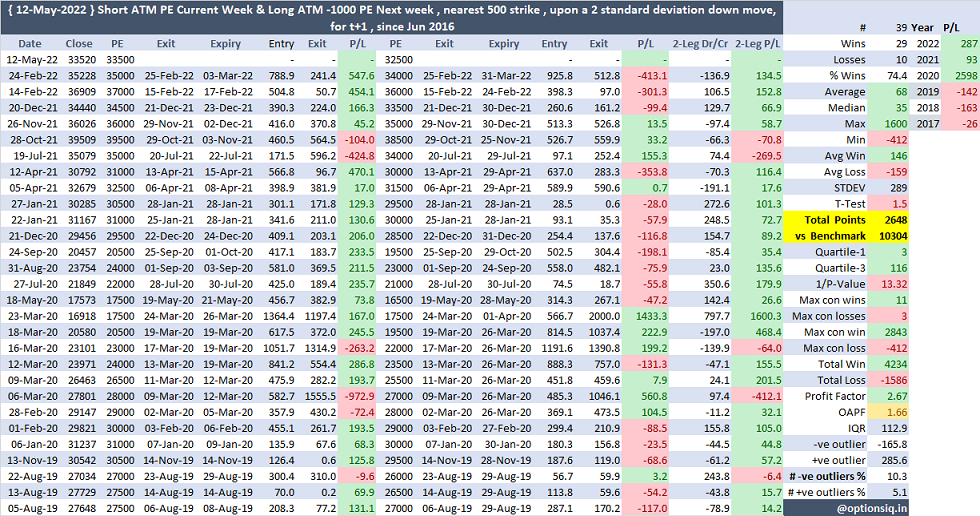 { 12-May-2022 } Short ATM PE Current Week & Long ATM -1000 PE Next week , nearest 500 strike , upon a 2 standard deviation down move,
for t+1 , since Jun 2016 # 39 Year P/L
Date Close PE Exit Expiry Entry Exit P/L PE Exit Expiry Entry Exit P/L 2-Leg Dr/Cr 2-Leg P/L Wins 29 2022 287
12-May-22 33520 33500 - - - 32500 - - - - - Losses 10 2021 93
24-Feb-22 35228 35000 25-Feb-22 03-Mar-22 788.9 241.4 547.6 34000 25-Feb-22 31-Mar-22 925.8 512.8 -413.1 -136.9 134.5 % Wins 74.4 2020 2598
14-Feb-22 36909 37000 15-Feb-22 17-Feb-22 504.8 50.7 454.1 36000 15-Feb-22 24-Feb-22 398.3 97.0 -301.3 106.5 152.8 Average 68 2019 -142
20-Dec-21 34440 34500 21-Dec-21 23-Dec-21 390.3 224.0 166.3 33500 21-Dec-21 30-Dec-21 260.6 161.2 -99.4 129.7 66.9 Median 35 2018 -163
26-Nov-21 36026 36000 29-Nov-21 02-Dec-21 416.0 370.8 45.2 35000 29-Nov-21 30-Dec-21 513.3 526.8 13.5 -97.4 58.7 Max 1600 2017 -26
28-Oct-21 39509 39500 29-Oct-21 03-Nov-21 460.5 564.5 -104.0 38500 29-Oct-21 25-Nov-21 526.7 559.9 33.2 -66.3 -70.8 Min -412
19-Jul-21 35079 35000 20-Jul-21 22-Jul-21 171.5 596.2 -424.8 34000 20-Jul-21 29-Jul-21 97.1 252.4 155.3 74.4 -269.5 Avg Win 146
12-Apr-21 30792 31000 13-Apr-21 15-Apr-21 566.8 96.7 470.1 30000 13-Apr-21 29-Apr-21 637.0 283.3 -353.8 -70.3 116.4 Avg Loss -159
05-Apr-21 32679 32500 06-Apr-21 08-Apr-21 398.9 381.9 17.0 31500 06-Apr-21 29-Apr-21 589.9 590.6 0.7 -191.1 17.6 STDEV 289
27-Jan-21 30285 30500 28-Jan-21 28-Jan-21 301.1 171.8 129.3 29500 28-Jan-21 28-Jan-21 28.5 0.6 -28.0 272.6 101.3 T-Test 1.5
22-Jan-21 31167 31000 25-Jan-21 28-Jan-21 341.6 211.0 130.6 30000 25-Jan-21 28-Jan-21 93.1 35.3 -57.9 248.5 72.7 Total Points 2648
21-Dec-20 29456 29500 22-Dec-20 24-Dec-20 409.1 203.1 206.0 28500 22-Dec-20 31-Dec-20 254.4 137.6 -116.8 154.7 89.2 vs Benchmark 10304
24-Sep-20 20457 20500 25-Sep-20 01-Oct-20 417.1 183.7 233.5 19500 25-Sep-20 29-Oct-20 502.5 304.4 -198.1 -85.4 35.4 Quartile-1 3
31-Aug-20 23754 24000 01-Sep-20 03-Sep-20 581.0 369.5 211.5 23000 01-Sep-20 24-Sep-20 558.0 482.1 -75.9 23.0 135.6 Quartile-3 116
27-Jul-20 21849 22000 28-Jul-20 30-Jul-20 425.0 189.4 235.7 21000 28-Jul-20 30-Jul-20 74.5 18.7 -55.8 350.6 179.9 1/P-Value 13.32
18-May-20 17573 17500 19-May-20 21-May-20 456.7 382.9 73.8 16500 19-May-20 28-May-20 314.3 267.1 -47.2 142.4 26.6 Max con wins 11
23-Mar-20 16918 17500 24-Mar-20 26-Mar-20 1364.4 1197.4 167.0 17500 24-Mar-20 01-Apr-20 566.7 2000.0 1433.3 797.7 1600.3 Max con losses 3
18-Mar-20 20580 20500 19-Mar-20 19-Mar-20 617.5 372.0 245.5 19500 19-Mar-20 26-Mar-20 814.5 1037.4 222.9 -197.0 468.4 Max con win 2843
16-Mar-20 23101 23000 17-Mar-20 19-Mar-20 1051.7 1314.9 -263.2 22000 17-Mar-20 26-Mar-20 1191.6 1390.8 199.2 -139.9 -64.0 Max con loss -412
12-Mar-20 23971 24000 13-Mar-20 19-Mar-20 841.2 554.4 286.8 23500 13-Mar-20 26-Mar-20 888.3 757.0 -131.3 -47.1 155.5 Total Win 4234
09-Mar-20 26463 26500 11-Mar-20 12-Mar-20 475.9 282.2 193.7 25500 11-Mar-20 26-Mar-20 451.8 459.6 7.9 24.1 201.5 Total Loss -1586
06-Mar-20 27801 28000 09-Mar-20 12-Mar-20 582.7 1555.5 -972.9 27000 09-Mar-20 26-Mar-20 485.3 1046.1 560.8 97.4 -412.1 Profit Factor 2.67
28-Feb-20 29147 29000 02-Mar-20 05-Mar-20 357.9 430.2 -72.4 28000 02-Mar-20 26-Mar-20 369.1 473.5 104.5 -11.2 32.1 OAPF 1.66
01-Feb-20 29821 30000 03-Feb-20 06-Feb-20 455.1 261.7 193.5 29000 03-Feb-20 27-Feb-20 299.4 210.9 -88.5 155.8 105.0 IQR 112.9
06-Jan-20 31237 31000 07-Jan-20 09-Jan-20 135.9 67.6 68.3 30000 07-Jan-20 30-Jan-20 180.3 156.8 -23.5 -44.5 44.8 -ve outlier -165.8
13-Nov-19 30542 30500 14-Nov-19 14-Nov-19 126.4 0.6 125.8 29500 14-Nov-19 28-Nov-19 187.6 119.0 -68.6 -61.2 57.2 +ve outlier 285.6
22-Aug-19 27034 27000 23-Aug-19 29-Aug-19 300.4 310.0 -9.6 26000 23-Aug-19 29-Aug-19 56.7 59.9 3.2 243.8 -6.4 # -ve outliers % 10.3
13-Aug-19 27729 27500 14-Aug-19 14-Aug-19 70.0 0.2 69.9 26500 14-Aug-19 29-Aug-19 113.8 59.6 -54.2 -43.8 15.7 # +ve outliers % 5.1
05-Aug-19 27648 27500 06-Aug-19 08-Aug-19 208.3 77.2 131.1 26500 06-Aug-19 29-Aug-19 287.1 170.2 -117.0 -78.9 14.2 @optionsiq.in